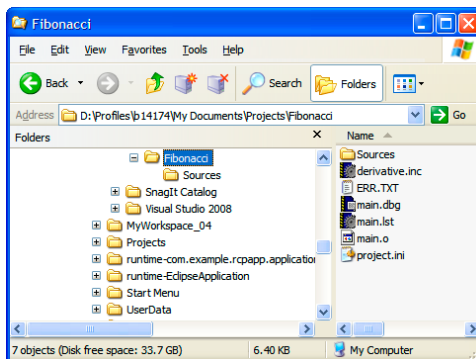 Fibonacci
File Edit View Favorites Tools Help
Back Search Folders
Address D:\Profiles\b14174\My Documents\Projects\Fibonacci Go
Folders
Fibonacci
Sources
SnagIt Catalog
Visual Studio 2008
MyWorkspace_04
Projects
runtime-com.example.rcpapp.application
runtime-EclipseApplication
Start Menu
UserData
Name
Sources
derivative.inc
ERR.TXT
main.dbg
main.lst
main.o
project.ini
7 objects (Disk free space: 33.7 GB) 6.40 KB My Computer